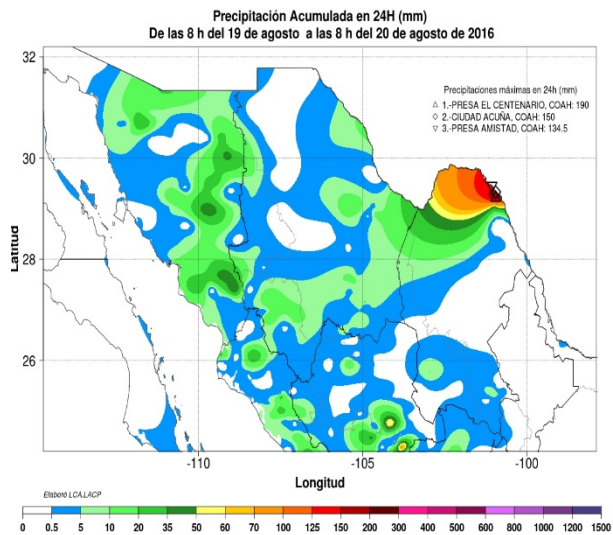 Precipitación Acumulada en 24H (mm)
De las 8 h del 19 de agosto a las 8 h del 20 de agosto de 2016
Precipitaciones máximas en 24h (mm)
△ 1.-PRESA EL CENTENARIO, COAH: 190
◇ 2.-CIUDAD ACUÑA, COAH: 150
▽ 3.-PRESA AMISTAD, COAH: 134.5
32
30
28
26
Latitud
-110
-105
-100
Longitud
Elaboró LCA,LACP
0 0.5 5 10 20 35 50 60 70 100 125 150 200 300 400 500 600 800 1000 1200 1500